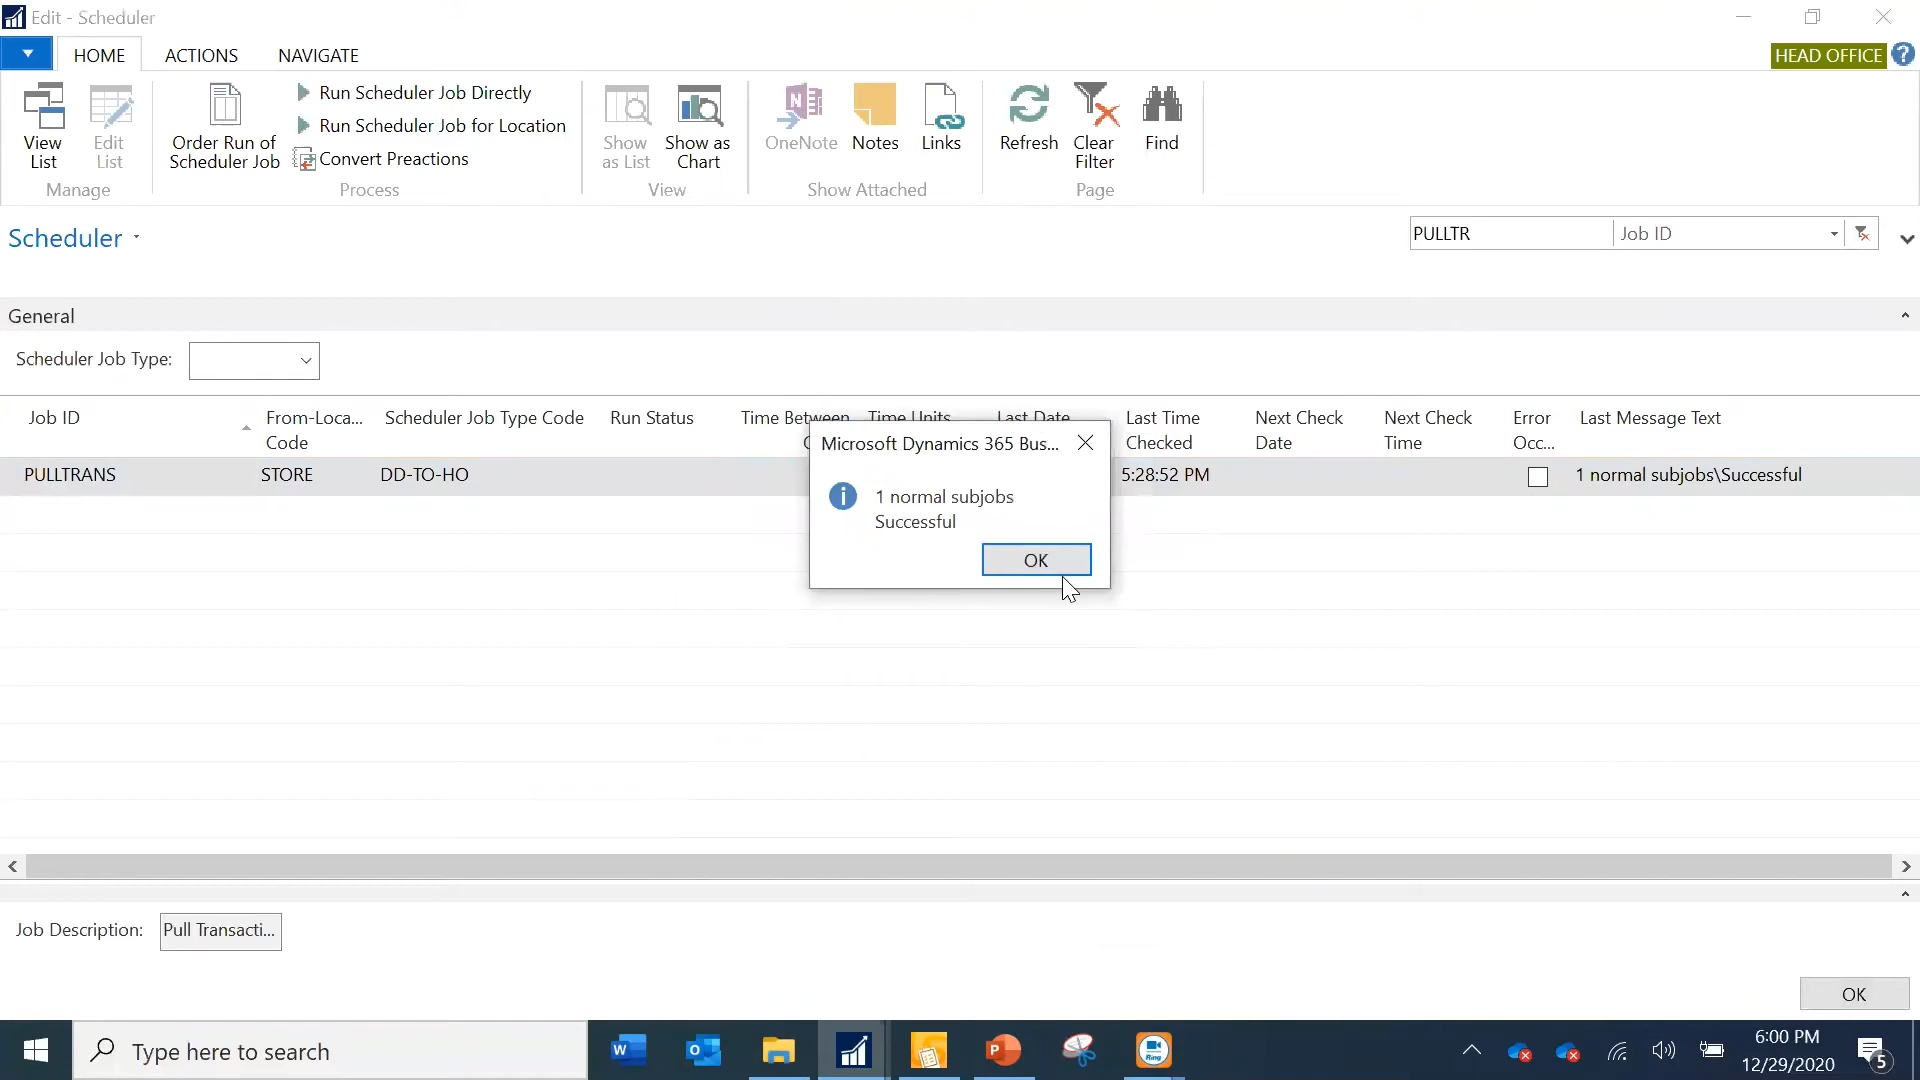 Edit - Scheduler
HOME
ACTIONS
NAVIGATE
HEAD OFFICE
?
View
List
Edit
List
Manage
Order Run of
Scheduler Job
Run Scheduler Job Directly
Run Scheduler Job for Location
Convert Preactions
Process
Show
as List
Show as
Chart
View
OneNote
Notes
Links
Show Attached
Refresh
Clear
Filter
Find
Page
Scheduler
PULLTR
Job ID
General
Scheduler Job Type:
Job ID
From-Loca...
Code
Scheduler Job Type Code
Run Status
Time Between
Time Units
Last Date
Last Time
Checked
Next Check
Date
Next Check
Time
Error
Occ...
Last Message Text
PULLTRANS
STORE
DD-TO-HO
5:28:52 PM
1 normal subjobs\Successful
Microsoft Dynamics 365 Bus...
1 normal subjobs
Successful
OK
Job Description:
Pull Transacti...
OK
Type here to search
Ring
6:00 PM
12/29/2020
5